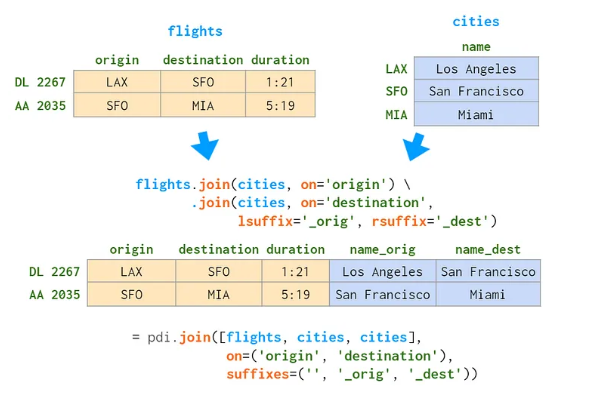 flights
cities
origin destination duration
name
DL 2267 LAX SFO 1:21
AA 2035 SFO MIA 5:19
LAX Los Angeles
SFO San Francisco
MIA Miami
flights.join(cities, on='origin') \
.join(cities, on='destination',
lsuffix='_orig', rsuffix='_dest')
origin destination duration name_orig name_dest
DL 2267 LAX SFO 1:21 Los Angeles San Francisco
AA 2035 SFO MIA 5:19 San Francisco Miami
= pdi.join([flights, cities, cities],
on=('origin', 'destination'),
suffixes=('', '_orig', '_dest'))